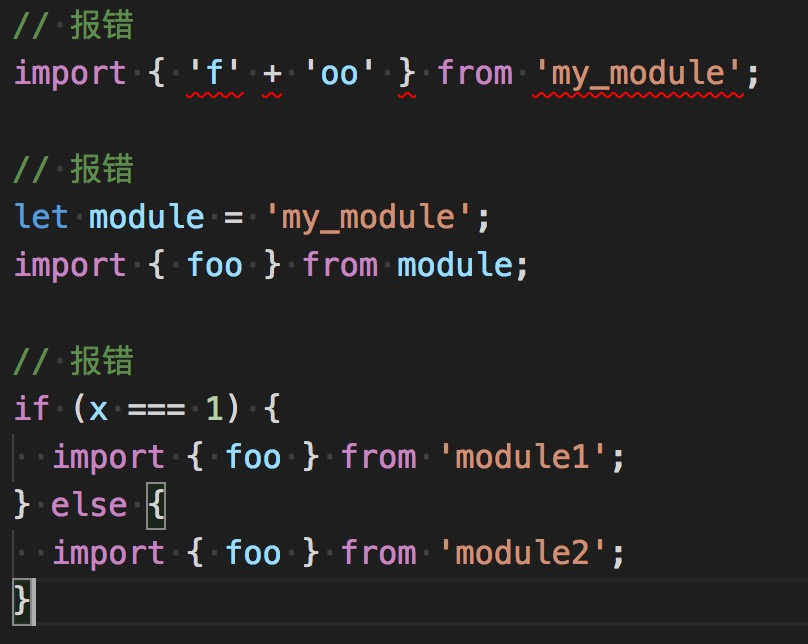 // 报错
import { 'f' + 'oo' } from 'my_module';
// 报错
let module = 'my_module';
import { foo } from module;
// 报错
if (x === 1) {
  import { foo } from 'module1';
} else {
  import { foo } from 'module2';
}